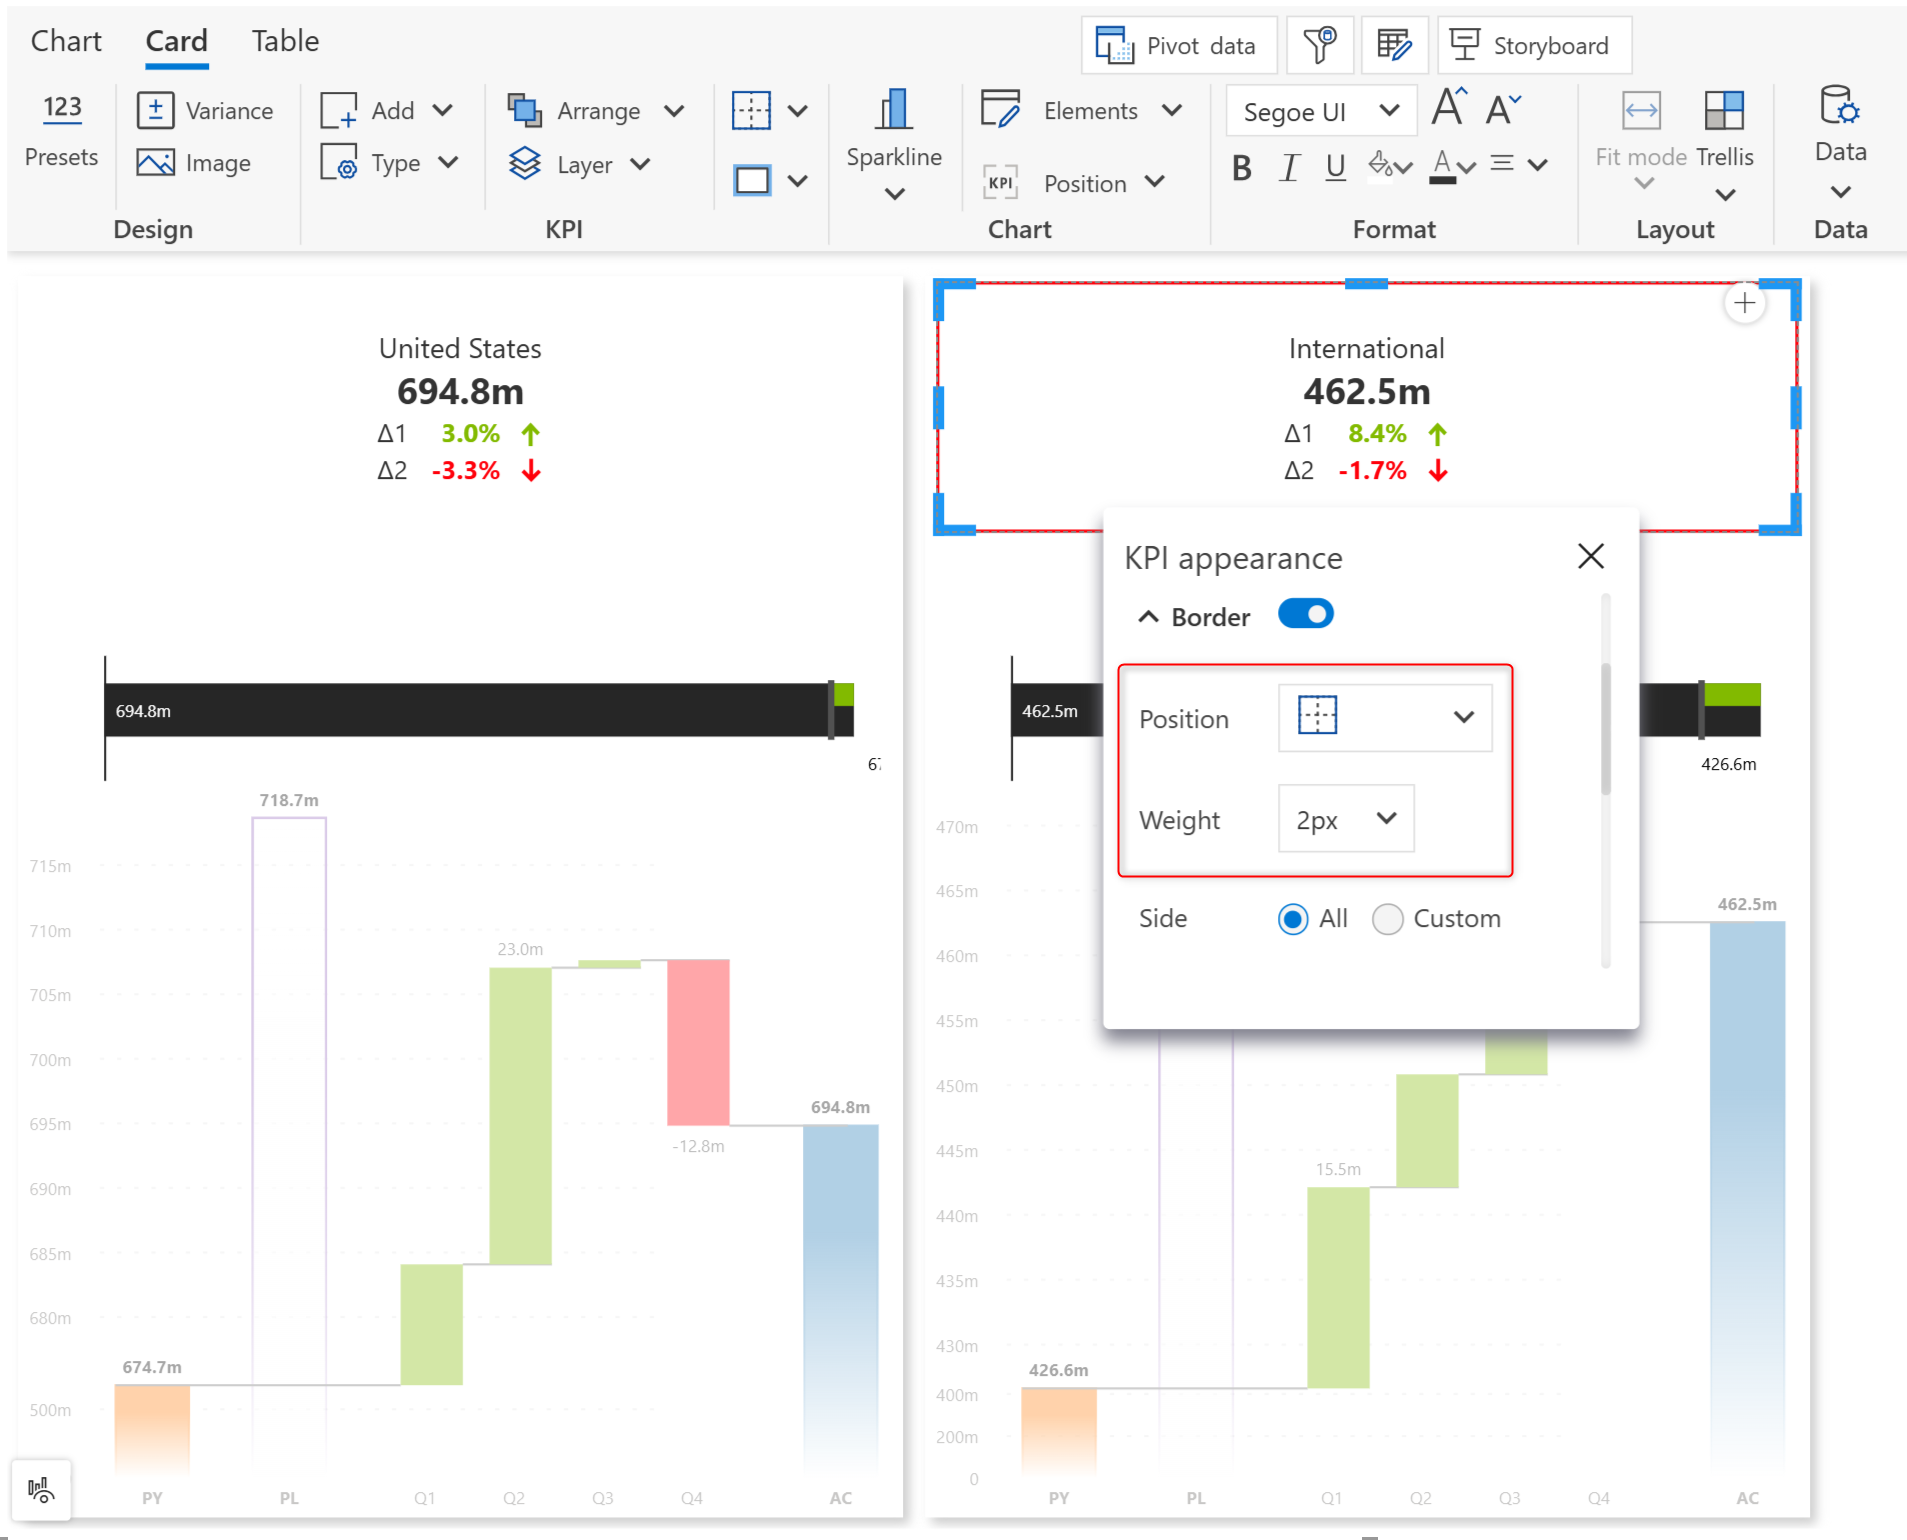 Chart Card Table
Pivot data
Storyboard
123
Presets
Variance
Image
Design
Add
Type
Arrange
Layer
KPI
Sparkline
Elements
KPI Position
Chart
Segoe UI
A A
B I U A
Format
Fit mode
Trellis
Layout
Data
Data
United States
694.8m
Δ1 3.0%
Δ2 -3.3%
694.8m
718.7m
715m
710m
705m
700m
695m
690m
685m
680m
500m
674.7m
23.0m
-12.8m
694.8m
PY PL Q1 Q2 Q3 Q4 AC
International
462.5m
Δ1 8.4%
Δ2 -1.7%
462.5m
426.6m
KPI appearance
Border
Position
Weight 2px
Side All Custom
470m
465m
460m
455m
450m
445m
440m
435m
430m
400m
200m
0
426.6m
15.5m
462.5m
PY PL Q1 Q2 Q3 Q4 AC